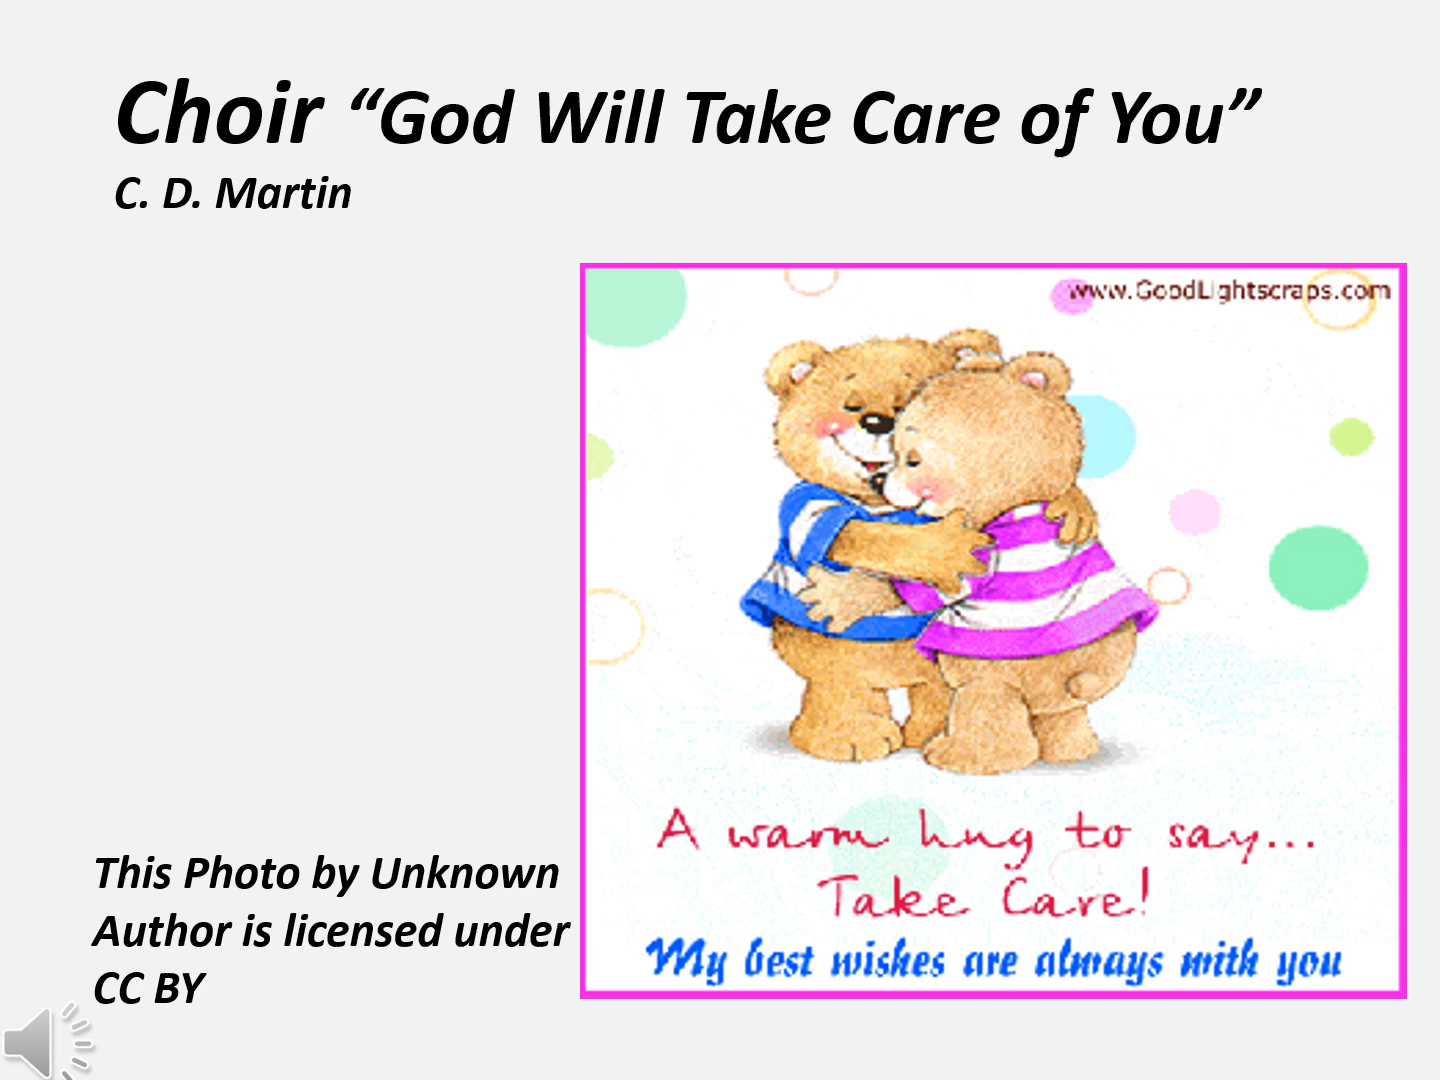 Choir “God Will Take Care of You”
C. D. Martin
www.GoodLightscraps.com
A warm hug to say...
Take Care!
My best wishes are always with you
This Photo by Unknown
Author is licensed under
CC BY